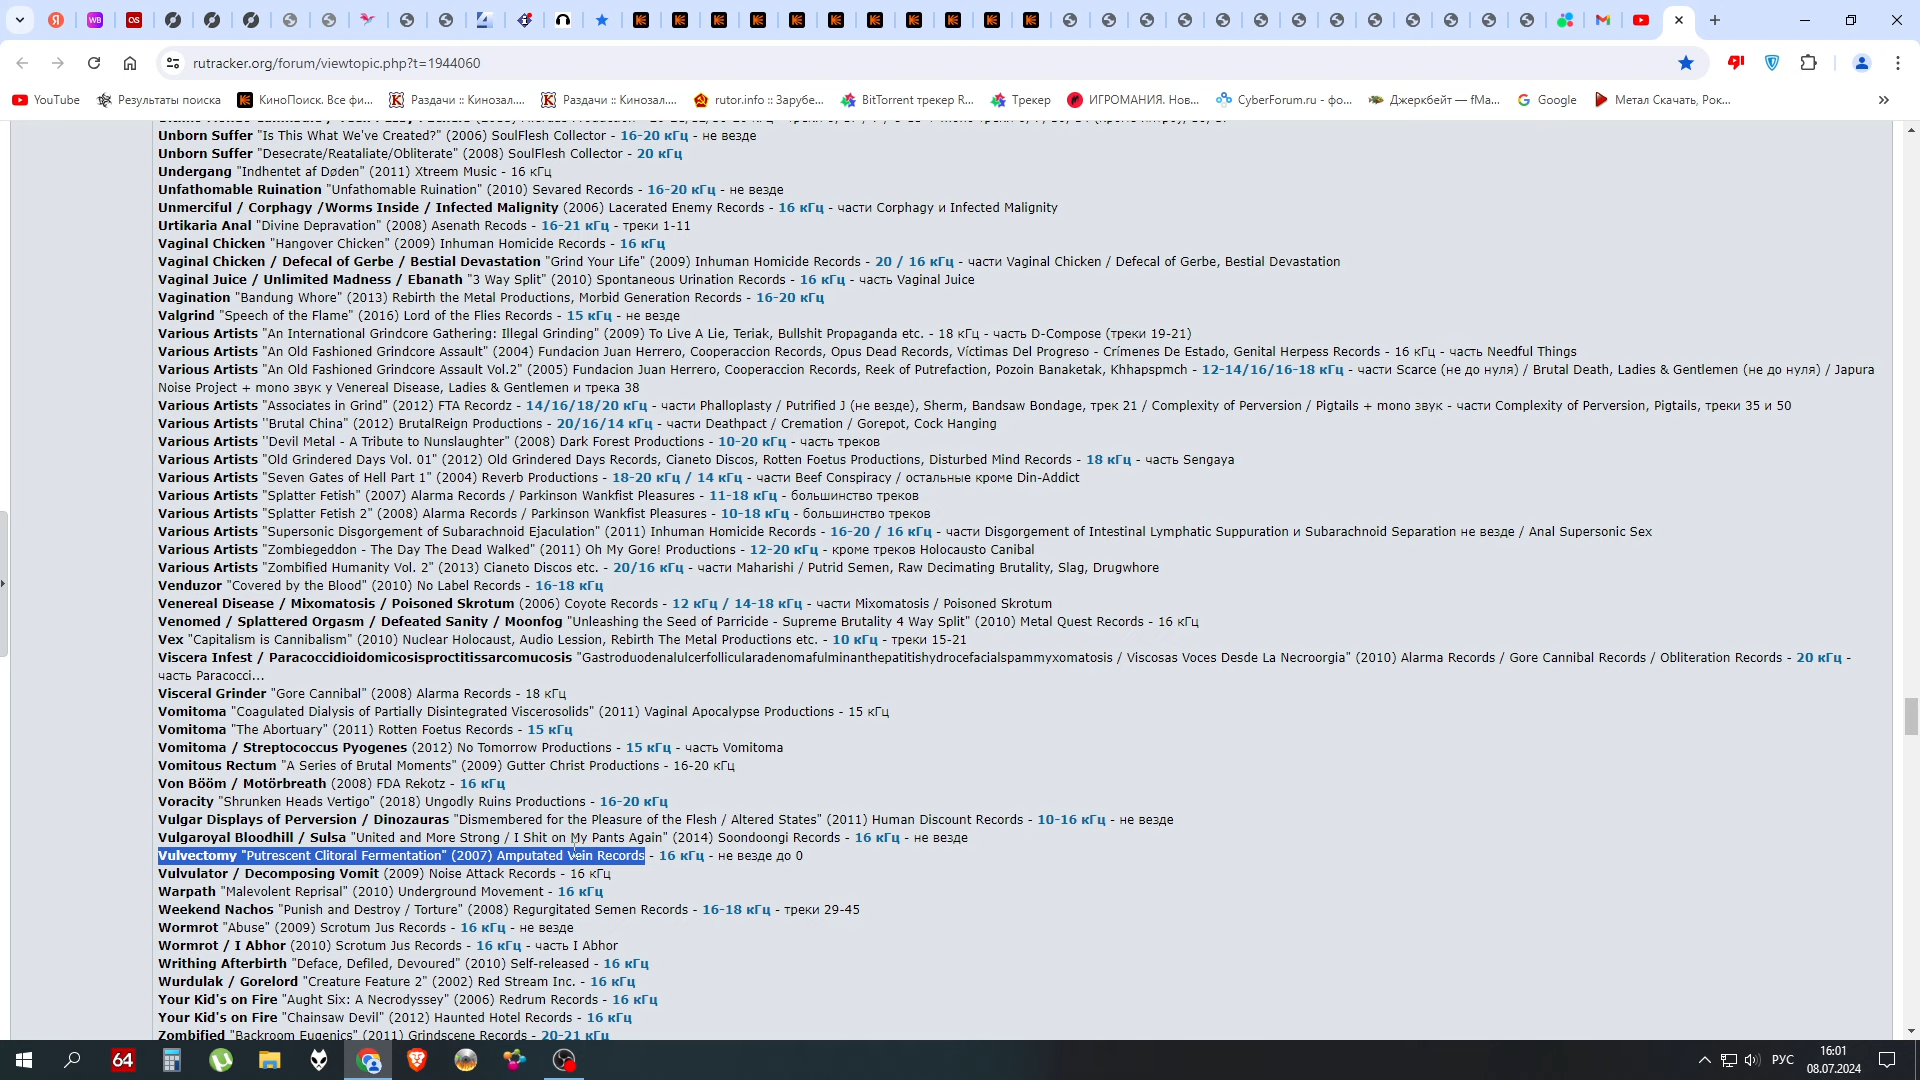 rutracker.org/forum/viewtopic.php?t=1944060
YouTube
Результаты поиска
КиноПоиск. Все фи...
Раздачи :: Кинозал....
Раздачи :: Кинозал....
rutor.info :: Зарубе...
BitTorrent трекер R...
Трекер
ИГРОМАНИЯ. Нов...
CyberForum.ru - фо...
Джеркбейт — fMa...
Google
Метал Скачать, Рок...
Unborn Suffer "Is This What We've Created?" (2006) SoulFlesh Collector - 16-20 кГц - не везде
Unborn Suffer "Desecrate/Reataliate/Obliterate" (2008) SoulFlesh Collector - 20 кГц
Undergang "Indhentet af Døden" (2011) Xtreem Music - 16 кГц
Unfathomable Ruination "Unfathomable Ruination" (2010) Sevared Records - 16-20 кГц - не везде
Unmerciful / Corphagy /Worms Inside / Infected Malignity (2006) Lacerated Enemy Records - 16 кГц - части Corphagy и Infected Malignity
Urtikaria Anal "Divine Depravation" (2008) Asenath Recods - 16-21 кГц - треки 1-11
Vaginal Chicken "Hangover Chicken" (2009) Inhuman Homicide Records - 16 кГц
Vaginal Chicken / Defecal of Gerbe / Bestial Devastation "Grind Your Life" (2009) Inhuman Homicide Records - 20 / 16 кГц - части Vaginal Chicken / Defecal of Gerbe, Bestial Devastation
Vaginal Juice / Unlimited Madness / Ebanath "3 Way Split" (2010) Spontaneous Urination Records - 16 кГц - часть Vaginal Juice
Vagination "Bandung Whore" (2013) Rebirth the Metal Productions, Morbid Generation Records - 16-20 кГц
Valgrind "Speech of the Flame" (2016) Lord of the Flies Records - 15 кГц - не везде
Various Artists "An International Grindcore Gathering: Illegal Grinding" (2009) To Live A Lie, Teriak, Bullshit Propaganda etc. - 18 кГц - часть D-Compose (треки 19-21)
Various Artists "An Old Fashioned Grindcore Assault" (2004) Fundacion Juan Herrero, Cooperaccion Records, Opus Dead Records, Víctimas Del Progreso - Crímenes De Estado, Genital Herpess Records - 16 кГц - часть Needful Things
Various Artists "An Old Fashioned Grindcore Assault Vol.2" (2005) Fundacion Juan Herrero, Cooperaccion Records, Reek of Putrefaction, Pozoin Banaketak, Khhapspmch - 12-14/16/16-18 кГц - части Scarce (не до нуля) / Brutal Death, Ladies & Gentlemen (не до нуля) / Japura
Noise Project + mono звук у Venereal Disease, Ladies & Gentlemen и трека 38
Various Artists "Associates in Grind" (2012) FTA Recordz - 14/16/18/20 кГц - части Phalloplasty / Putrified J (не везде), Sherm, Bandsaw Bondage, трек 21 / Complexity of Perversion / Pigtails + mono звук - части Complexity of Perversion, Pigtails, треки 35 и 50
Various Artists ''Brutal China" (2012) BrutalReign Productions - 20/16/14 кГц - части Deathpact / Cremation / Gorepot, Cock Hanging
Various Artists ''Devil Metal - A Tribute to Nunslaughter" (2008) Dark Forest Productions - 10-20 кГц - часть треков
Various Artists "Old Grindered Days Vol. 01" (2012) Old Grindered Days Records, Cianeto Discos, Rotten Foetus Productions, Disturbed Mind Records - 18 кГц - часть Sengaya
Various Artists "Seven Gates of Hell Part 1" (2004) Reverb Productions - 18-20 кГц / 14 кГц - части Beef Conspiracy / остальные кроме Din-Addict
Various Artists "Splatter Fetish" (2007) Alarma Records / Parkinson Wankfist Pleasures - 11-18 кГц - большинство треков
Various Artists "Splatter Fetish 2" (2008) Alarma Records / Parkinson Wankfist Pleasures - 10-18 кГц - большинство треков
Various Artists "Supersonic Disgorgement of Subarachnoid Ejaculation" (2011) Inhuman Homicide Records - 16-20 / 16 кГц - части Disgorgement of Intestinal Lymphatic Suppuration и Subarachnoid Separation не везде / Anal Supersonic Sex
Various Artists "Zombiegeddon - The Day The Dead Walked" (2011) Oh My Gore! Productions - 12-20 кГц - кроме треков Holocausto Canibal
Various Artists "Zombified Humanity Vol. 2" (2013) Cianeto Discos etc. - 20/16 кГц - части Maharishi / Putrid Semen, Raw Decimating Brutality, Slag, Drugwhore
Venduzor "Covered by the Blood" (2010) No Label Records - 16-18 кГц
Venereal Disease / Mixomatosis / Poisoned Skrotum (2006) Coyote Records - 12 кГц / 14-18 кГц - части Mixomatosis / Poisoned Skrotum
Venomed / Splattered Orgasm / Defeated Sanity / Moonfog "Unleashing the Seed of Parricide - Supreme Brutality 4 Way Split" (2010) Metal Quest Records - 16 кГц
Vex "Capitalism is Cannibalism" (2010) Nuclear Holocaust, Audio Lession, Rebirth The Metal Productions etc. - 10 кГц - треки 15-21
Viscera Infest / Paracoccidioidomicosisproctitissarcomucosis "Gastroduodenalulcerfollicularadenomafulminanthepatitishydrocefacialspammyxomatosis / Viscosas Voces Desde La Necroorgia" (2010) Alarma Records / Gore Cannibal Records / Obliteration Records - 20 кГц -
часть Paracocci...
Visceral Grinder "Gore Cannibal" (2008) Alarma Records - 18 кГц
Vomitoma "Coagulated Dialysis of Partially Disintegrated Viscerosolids" (2011) Vaginal Apocalypse Productions - 15 кГц
Vomitoma "The Abortuary" (2011) Rotten Foetus Records - 15 кГц
Vomitoma / Streptococcus Pyogenes (2012) No Tomorrow Productions - 15 кГц - часть Vomitoma
Vomitous Rectum "A Series of Brutal Moments" (2009) Gutter Christ Productions - 16-20 кГц
Von Bööm / Motörbreath (2008) FDA Rekotz - 16 кГц
Voracity "Shrunken Heads Vertigo" (2018) Ungodly Ruins Productions - 16-20 кГц
Vulgar Displays of Perversion / Dinozauras "Dismembered for the Pleasure of the Flesh / Altered States" (2011) Human Discount Records - 10-16 кГц - не везде
Vulgaroyal Bloodhill / Sulsa "United and More Strong / I Shit on My Pants Again" (2014) Soondoongi Records - 16 кГц - не везде
Vulvectomy "Putrescent Clitoral Fermentation" (2007) Amputated Vein Records - 16 кГц - не везде до 0
Vulvulator / Decomposing Vomit (2009) Noise Attack Records - 16 кГц
Warpath "Malevolent Reprisal" (2010) Underground Movement - 16 кГц
Weekend Nachos "Punish and Destroy / Torture" (2008) Regurgitated Semen Records - 16-18 кГц - треки 29-45
Wormrot "Abuse" (2009) Scrotum Jus Records - 16 кГц - не везде
Wormrot / I Abhor (2010) Scrotum Jus Records - 16 кГц - часть I Abhor
Writhing Afterbirth "Deface, Defiled, Devoured" (2010) Self-released - 16 кГц
Wurdulak / Gorelord "Creature Feature 2" (2002) Red Stream Inc. - 16 кГц
Your Kid's on Fire "Aught Six: A Necrodyssey" (2006) Redrum Records - 16 кГц
Your Kid's on Fire "Chainsaw Devil" (2012) Haunted Hotel Records - 16 кГц
Zombified "Backroom Eugenics" (2011) Grindscene Records - 20-21 кГц
64
РУС
16:01
08.07.2024